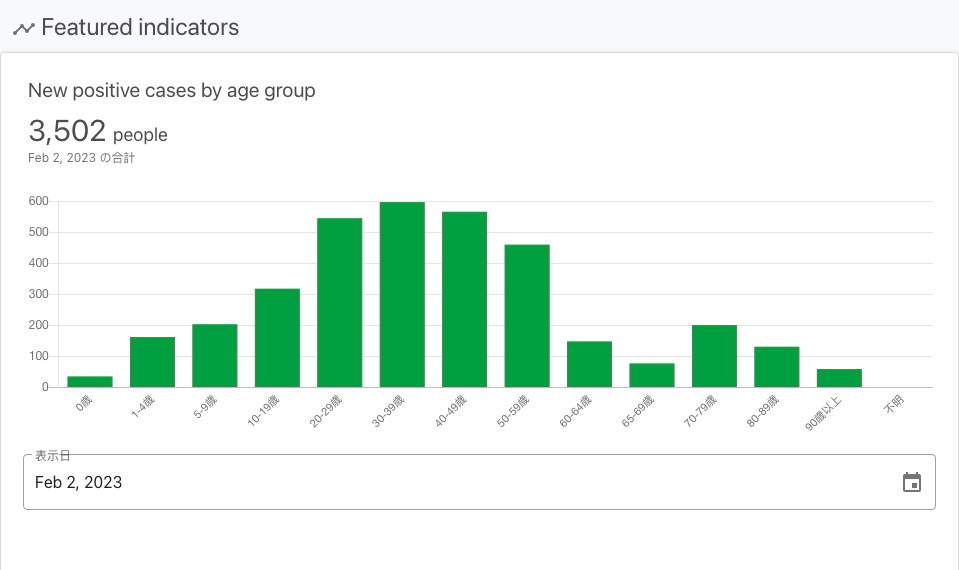 Featured indicators
New positive cases by age group
3,502 people
Feb 2, 2023 の合計
600
500
400
300
200
100
0
0歳
1-4歳
5-9歳
10-19歳
20-29歳
30-39歳
40-49歳
50-59歳
60-64歳
65-69歳
70-79歳
80-89歳
90歳以上
不明
表示日
Feb 2, 2023